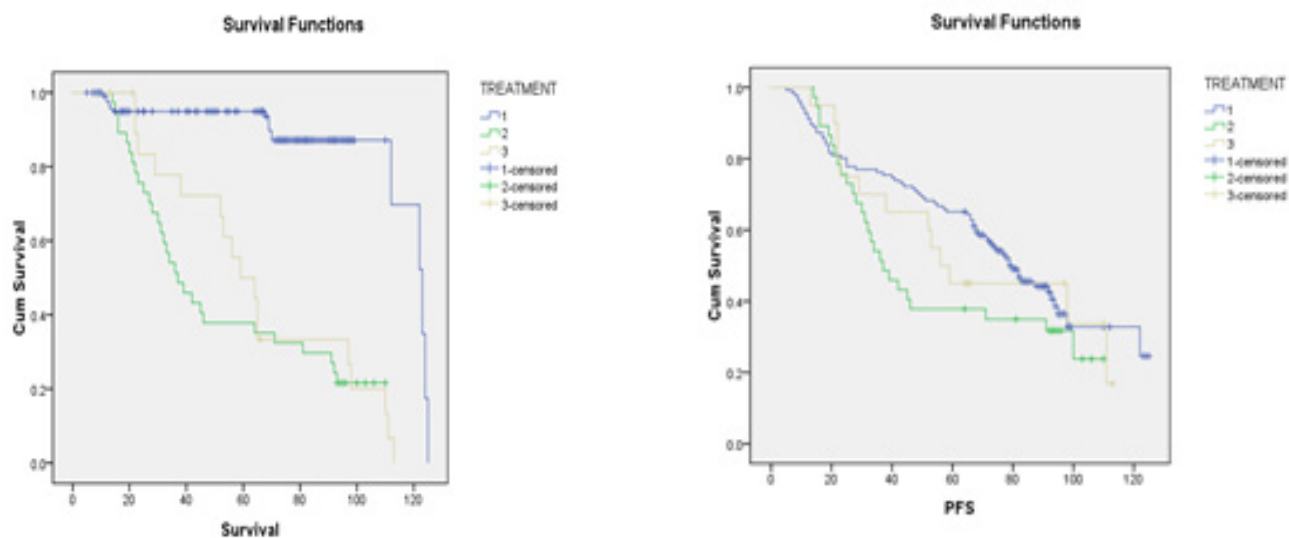 Survival Functions
TREATMENT
1
2
3
1-censored
2-censored
3-censored
Cum Survival
1.0
0.8
0.6
0.4
0.2
0.0
0 20 40 60 80 100 120
Survival
Survival Functions
TREATMENT
1
2
3
1-censored
2-censored
3-censored
Cum Survival
1.0
0.8
0.6
0.4
0.2
0.0
0 20 40 60 80 100 120
PFS